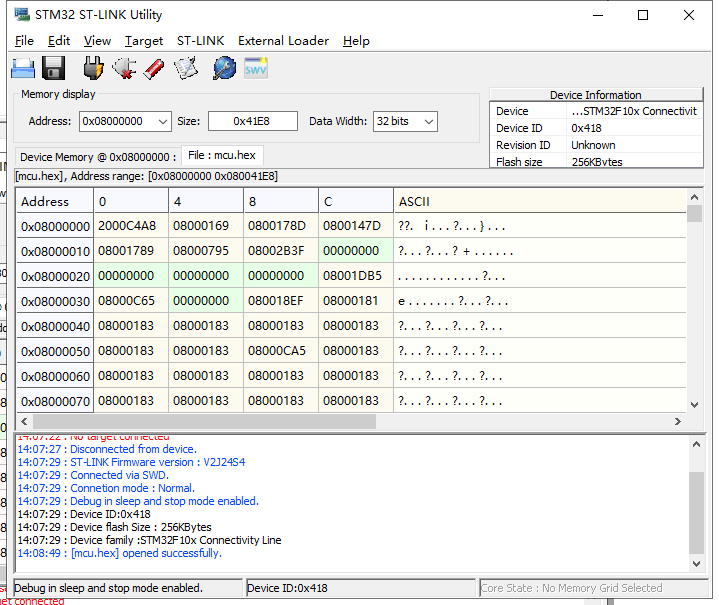 STM32 ST-LINK Utility
File Edit View Target ST-LINK External Loader Help
SWV
Memory display
Address: 0x08000000 Size: 0x41E8 Data Width: 32 bits
Device Information
Device ...STM32F10x Connectivit
Device ID 0x418
Revision ID Unknown
Flash size 256KBytes
Device Memory @ 0x08000000 : File : mcu.hex
[mcu.hex], Address range: [0x08000000 0x080041E8]
Address 0 4 8 C ASCII
0x08000000 2000C4A8 08000169 0800178D 0800147D ??. i...?...}...
0x08000010 08001789 08000795 08002B3F 00000000 ?...?...?+......
0x08000020 00000000 00000000 00000000 08001DB5 ............?...
0x08000030 08000C65 00000000 080018EF 08000181 e.......?...?...
0x08000040 08000183 08000183 08000183 08000183 ?...?...?...?...
0x08000050 08000183 08000183 08000CA5 08000183 ?...?...?...?...
0x08000060 08000183 08000183 08000183 08000183 ?...?...?...?...
0x08000070 08000183 08000183 08000183 08000183 ?...?...?...?...
14:07:22 : No target connected
14:07:27 : Disconnected from device.
14:07:29 : ST-LINK Firmware version : V2J24S4
14:07:29 : Connected via SWD.
14:07:29 : Connetion mode : Normal.
14:07:29 : Debug in sleep and stop mode enabled.
14:07:29 : Device ID:0x418
14:07:29 : Device flash Size : 256KBytes
14:07:29 : Device family :STM32F10x Connectivity Line
14:08:49 : [mcu.hex] opened successfully.
Debug in sleep and stop mode enabled. Device ID:0x418 Core State : No Memory Grid Selected
get connected